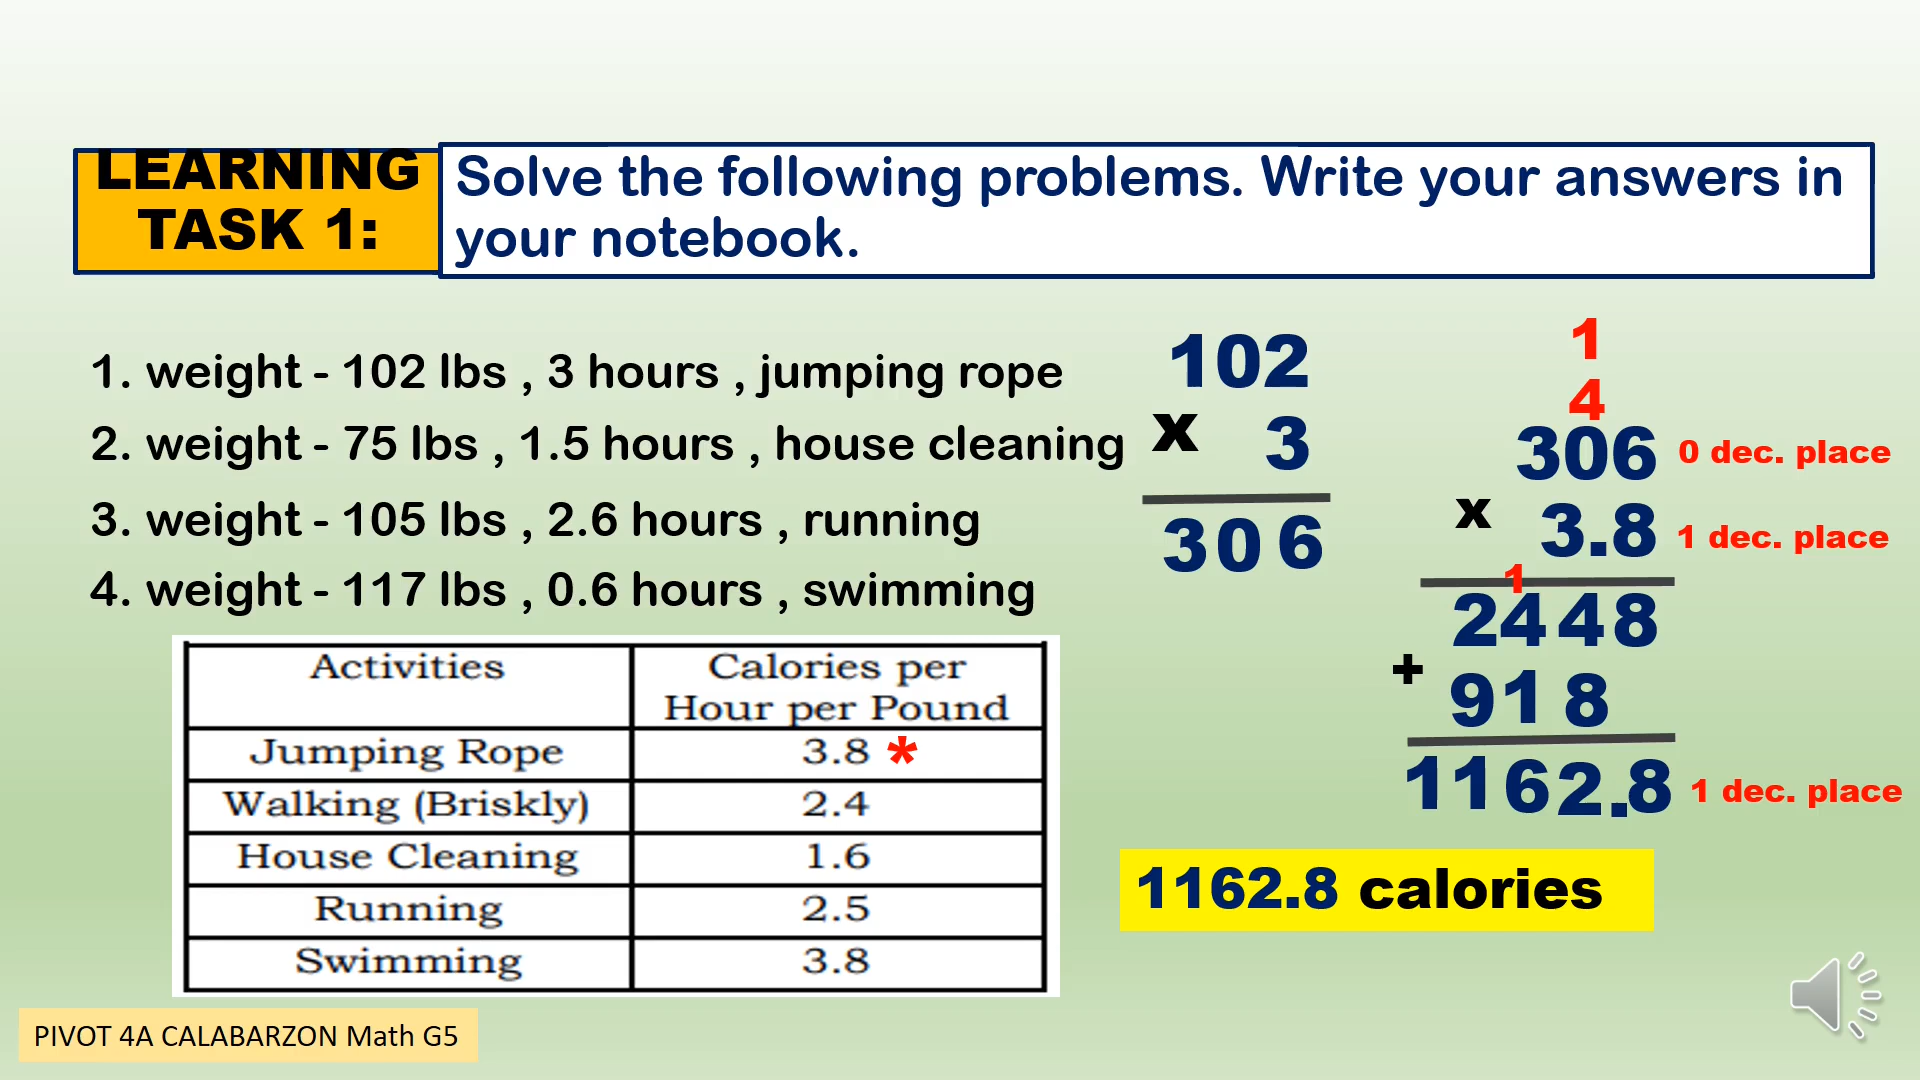 LEARNING
TASK 1:
Solve the following problems. Write your answers in
your notebook.
1. weight - 102 lbs , 3 hours , jumping rope
2. weight - 75 lbs , 1.5 hours , house cleaning
3. weight - 105 lbs , 2.6 hours , running
4. weight - 117 lbs , 0.6 hours , swimming
102
x 3
306
1
4
306 0 dec. place
x 3.8 1 dec. place
1
2448
+ 918
1162.8 1 dec. place
1162.8 calories
Activities Calories per
Hour per Pound
Jumping Rope 3.8 *
Walking (Briskly) 2.4
House Cleaning 1.6
Running 2.5
Swimming 3.8
PIVOT 4A CALABARZON Math G5